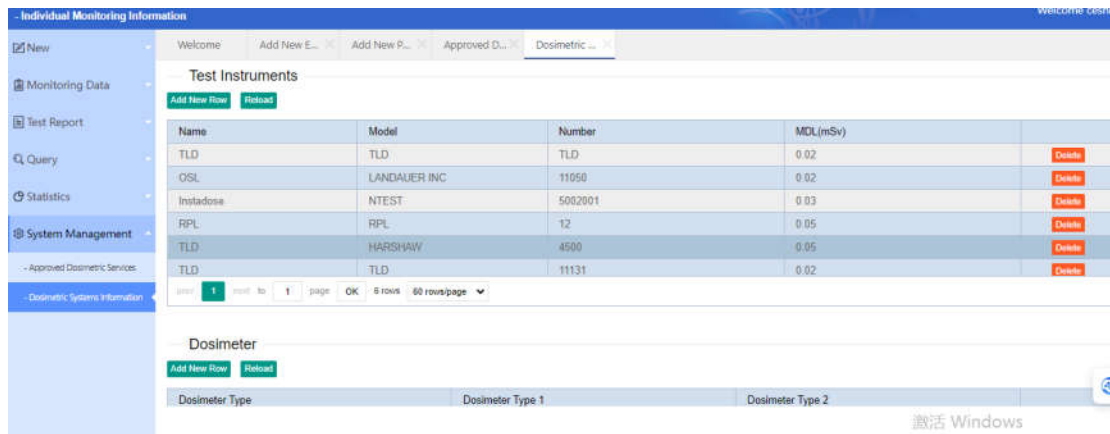 - Individual Monitoring Information
Welcome
New
Welcome
Add New E...
Add New P...
Approved D...
Dosimetric ...
Monitoring Data
Test Report
Query
Statistics
System Management
- Approved Dosimetric Services
- Dosimetric Systems Information
Test Instruments
Add New Row Reload
Name Model Number MDL(mSv)
TLD TLD TLD 0.02 Delete
OSL LANDAUER INC 11050 0.02 Delete
Instadose NTEST 5002001 0.03 Delete
RPL RPL 12 0.05 Delete
TLD HARSHAW 4500 0.05 Delete
TLD TLD 11131 0.02 Delete
prev 1 next to 1 page OK 6 rows 60 rows/page
Dosimeter
Add New Row Reload
Dosimeter Type Dosimeter Type 1 Dosimeter Type 2
激活 Windows